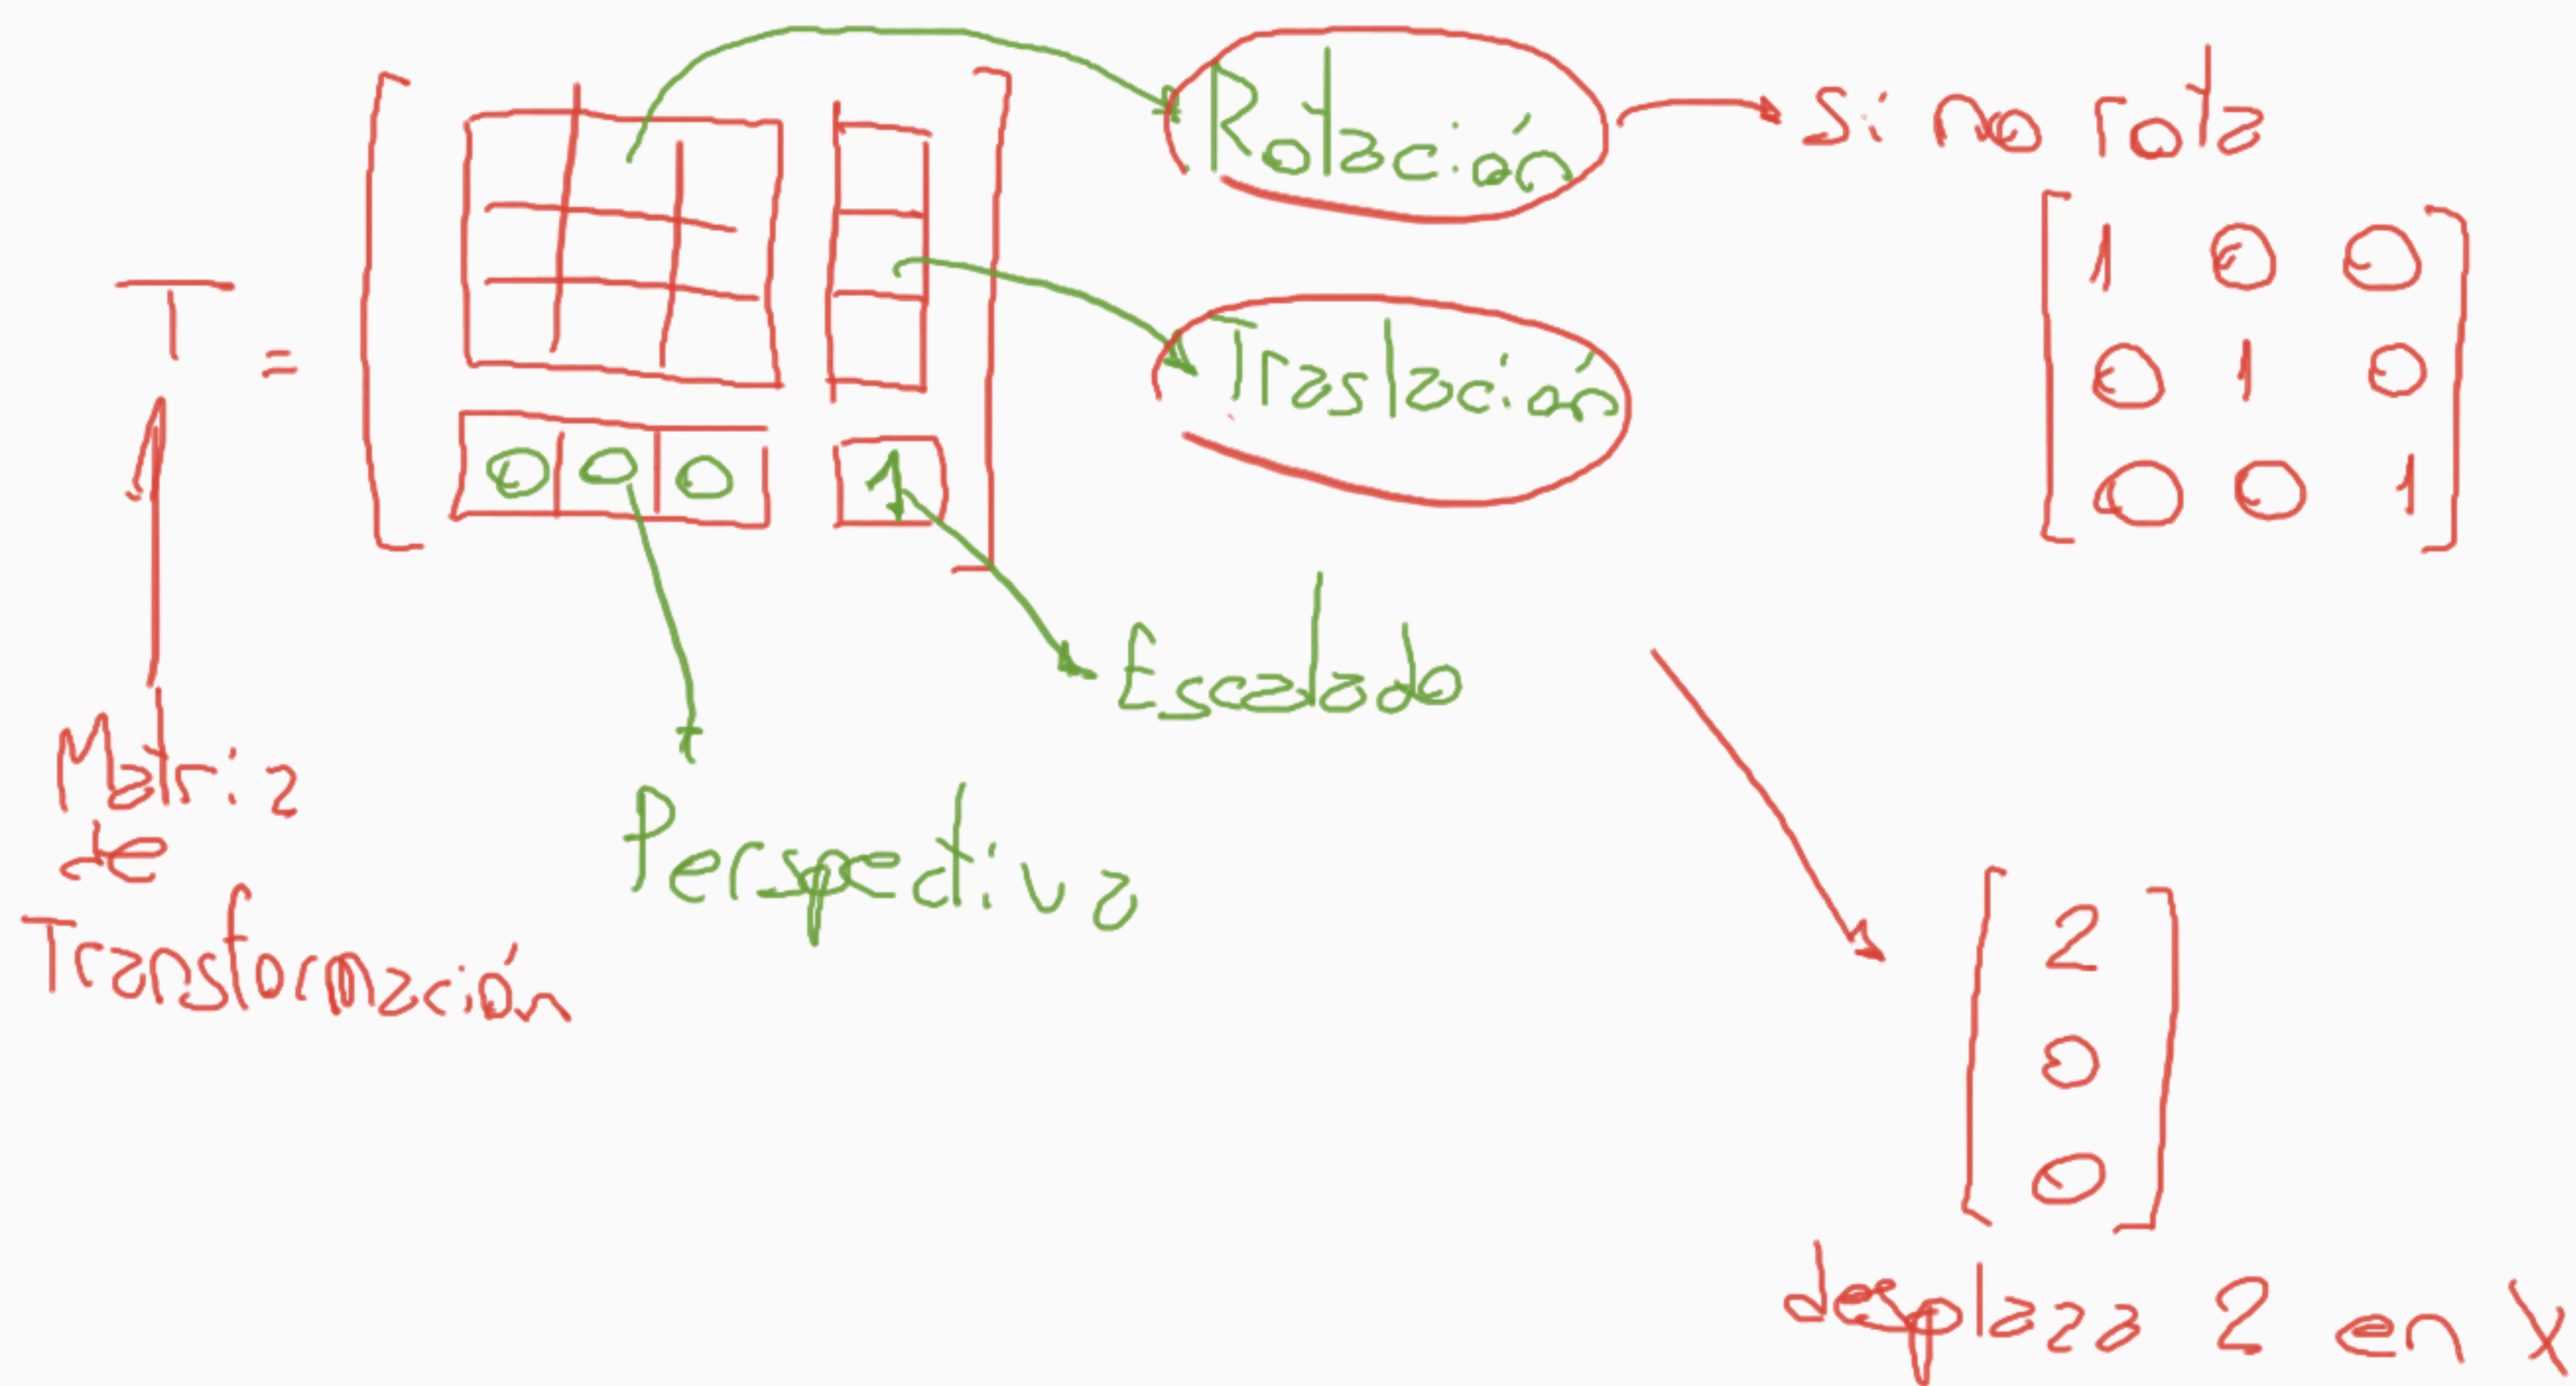 Rotación
Si no rota
T =
Traslación
1 0 0
0 1 0
0 0 1
0 0 0 1
Escalado
Matriz
de
Transformación
Perspectiva
2
0
0
desplaza 2 en X